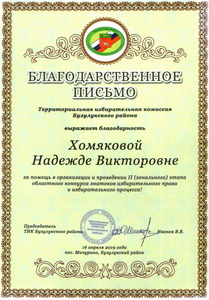 БЛАГОДАРСТВЕННОЕ
ПИСЬМО
Территориальная избирательная комиссия
Бузулукского района
выражает благодарность
Хомяковой
Надежде Викторовне
за помощь в организации и проведении II (зонального) этапа
областного конкурса знатоков избирательного права
и избирательного процесса!
Председатель
ТИК Бузулукского района
Иванов В.В.
16 апреля 2019 года
пос. Мичурино, Бузулукский район